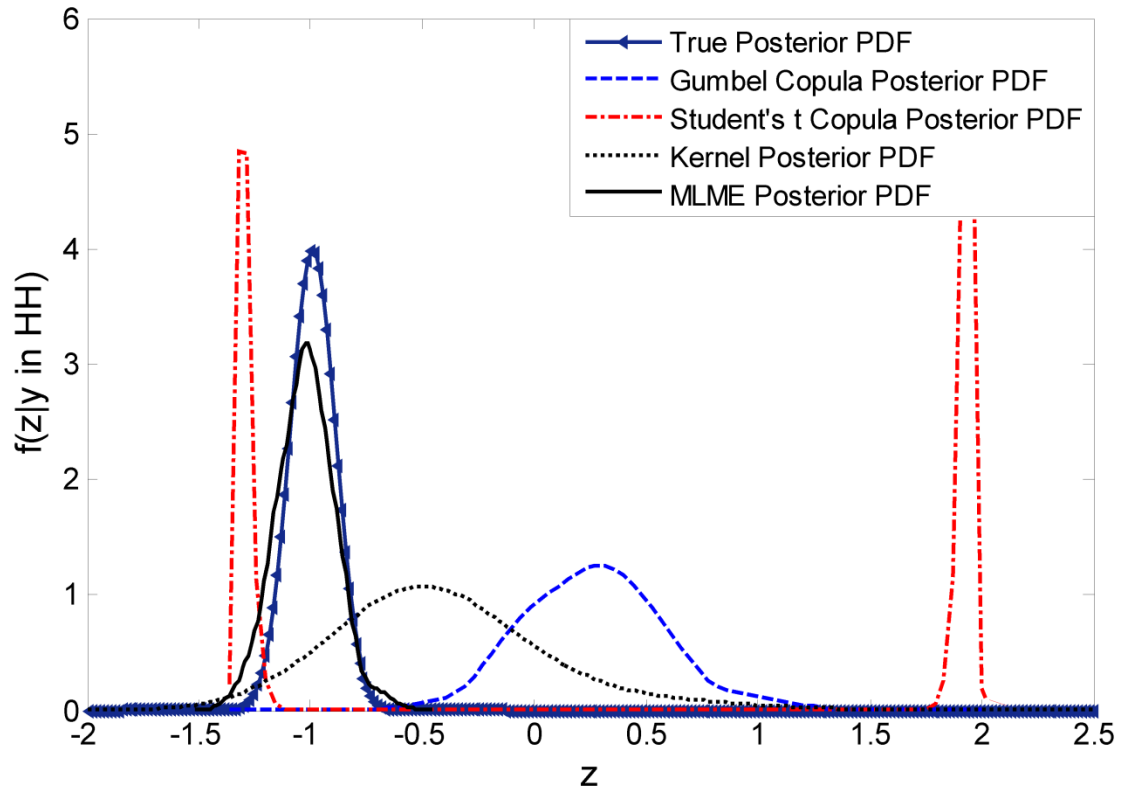 6
5
4
3
2
1
0
f(z|y in HH)
True Posterior PDF
Gumbel Copula Posterior PDF
Student's t Copula Posterior PDF
Kernel Posterior PDF
MLME Posterior PDF
-2 -1.5 -1 -0.5 0 0.5 1 1.5 2 2.5
z